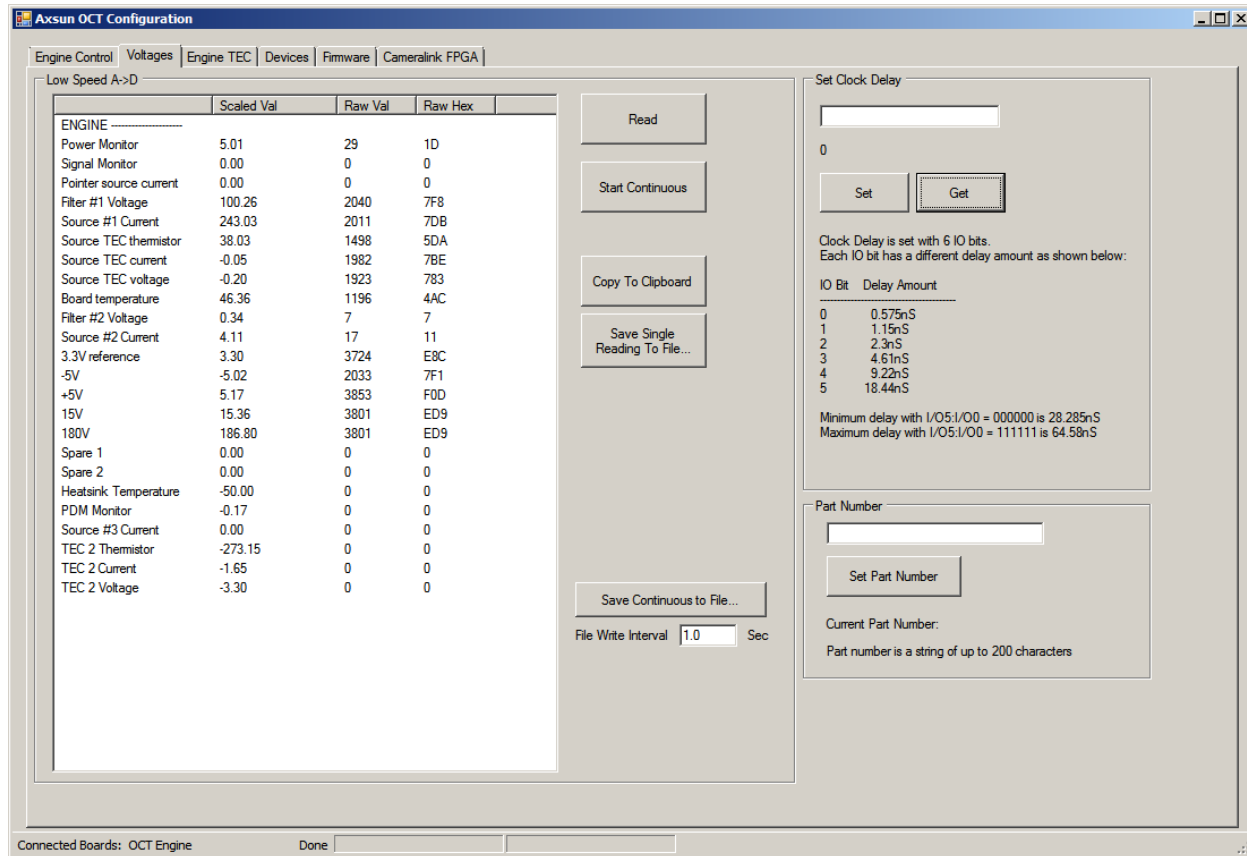 Axsun OCT Configuration
Engine Control Voltages Engine TEC Devices Firmware Cameralink FPGA
Low Speed A->D
Scaled Val Raw Val Raw Hex
ENGINE --------------------
Power Monitor 5.01 29 1D
Signal Monitor 0.00 0 0
Pointer source current 0.00 0 0
Filter #1 Voltage 100.26 2040 7F8
Source #1 Current 243.03 2011 7DB
Source TEC thermistor 38.03 1498 5DA
Source TEC current -0.05 1982 7BE
Source TEC voltage -0.20 1923 783
Board temperature 46.36 1196 4AC
Filter #2 Voltage 0.34 7 7
Source #2 Current 4.11 17 11
3.3V reference 3.30 3724 E8C
-5V -5.02 2033 7F1
+5V 5.17 3853 F0D
15V 15.36 3801 ED9
180V 186.80 3801 ED9
Spare 1 0.00 0 0
Spare 2 0.00 0 0
Heatsink Temperature -50.00 0 0
PDM Monitor -0.17 0 0
Source #3 Current 0.00 0 0
TEC 2 Thermistor -273.15 0 0
TEC 2 Current -1.65 0 0
TEC 2 Voltage -3.30 0 0
Read
Start Continuous
Copy To Clipboard
Save Single
Reading To File...
Save Continuous to File...
File Write Interval 1.0 Sec
Set Clock Delay
0
Set Get
Clock Delay is set with 6 IO bits.
Each IO bit has a different delay amount as shown below:
IO Bit Delay Amount
----------------------------------------
0 0.575nS
1 1.15nS
2 2.3nS
3 4.61nS
4 9.22nS
5 18.44nS
Minimum delay with I/O5:I/O0 = 000000 is 28.285nS
Maximum delay with I/O5:I/O0 = 111111 is 64.58nS
Part Number
Set Part Number
Current Part Number:
Part number is a string of up to 200 characters
Connected Boards: OCT Engine Done